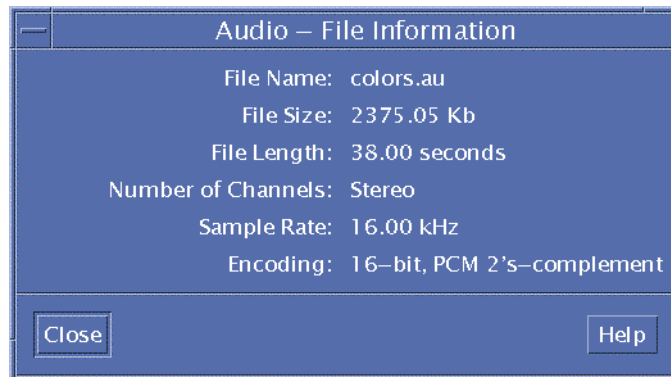 Audio – File Information
File Name: colors.au
File Size: 2375.05 Kb
File Length: 38.00 seconds
Number of Channels: Stereo
Sample Rate: 16.00 kHz
Encoding: 16–bit, PCM 2's–complement
Close Help